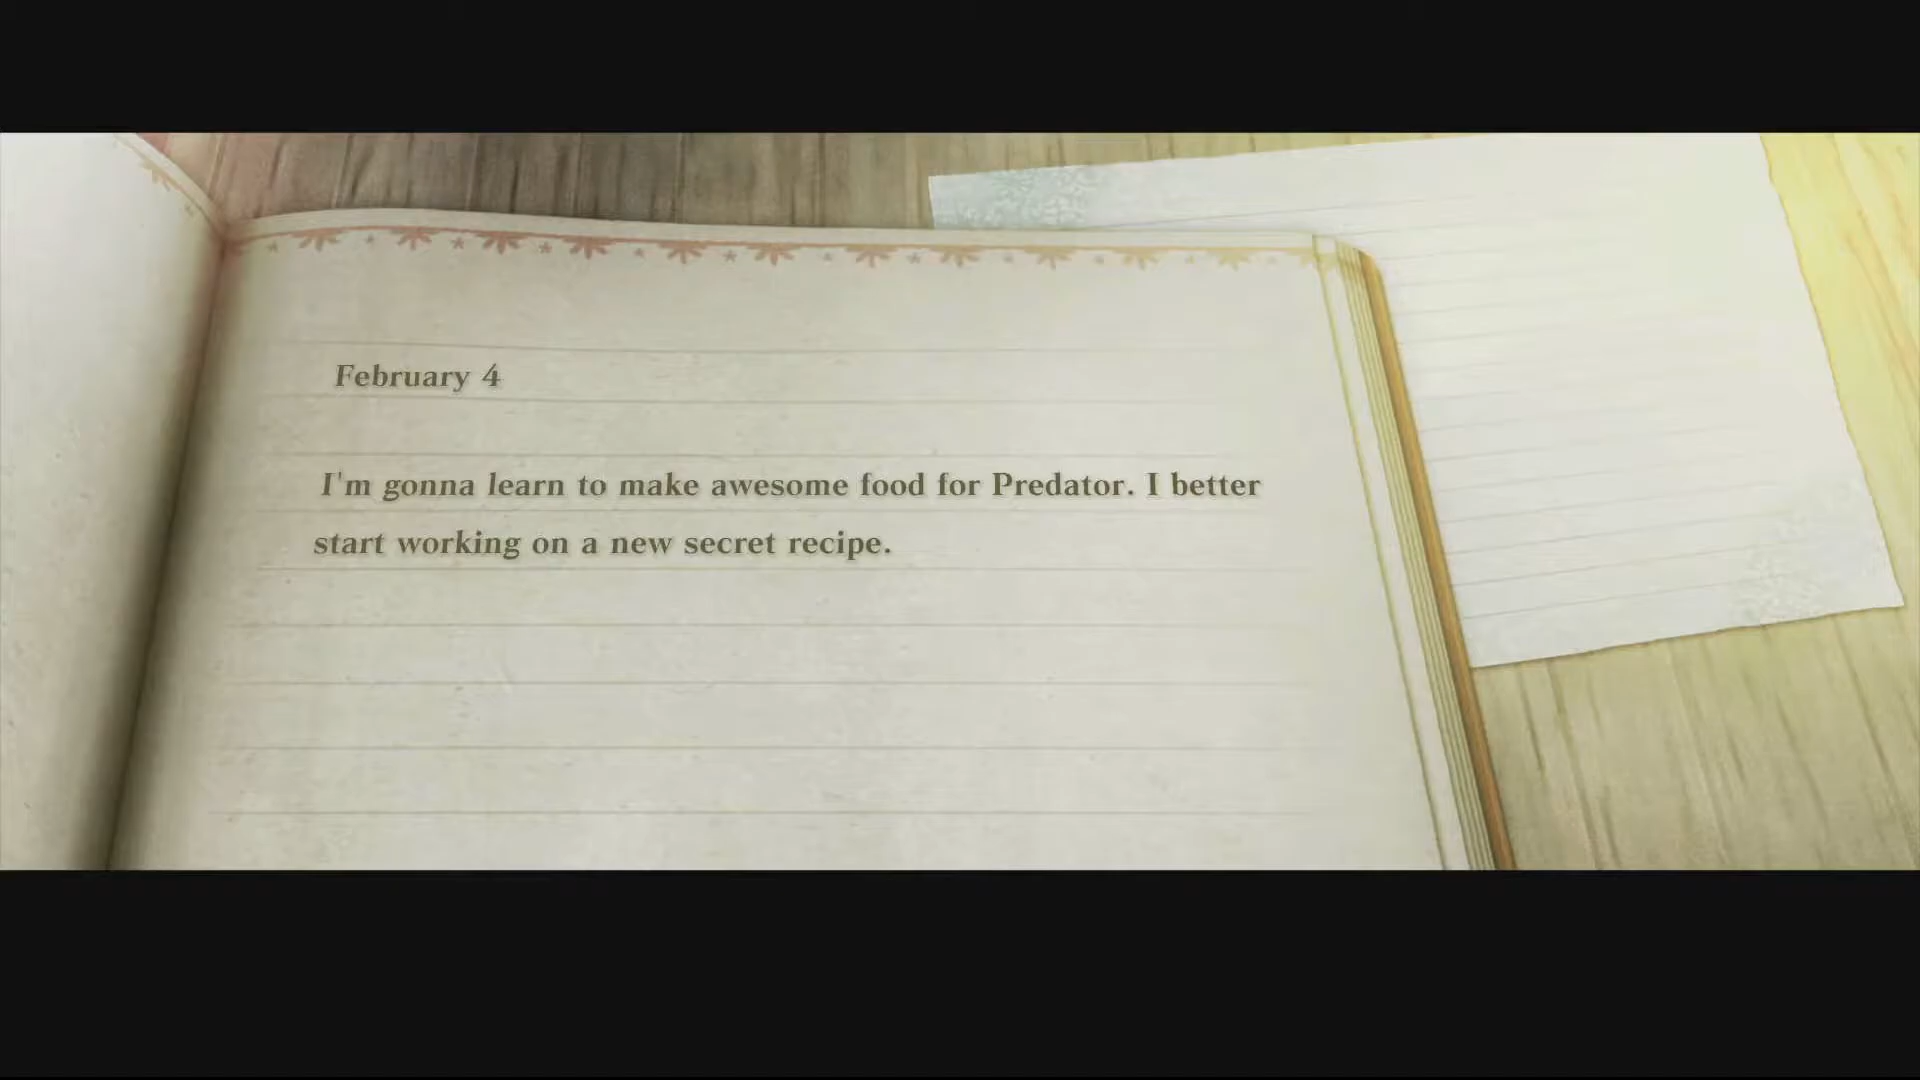 February 4
I'm gonna learn to make awesome food for Predator. I better
start working on a new secret recipe.